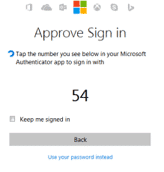 Approve Sign in
Tap the number you see below in your Microsoft
Authenticator app to sign in with
54
Keep me signed in
Back
Use your password instead